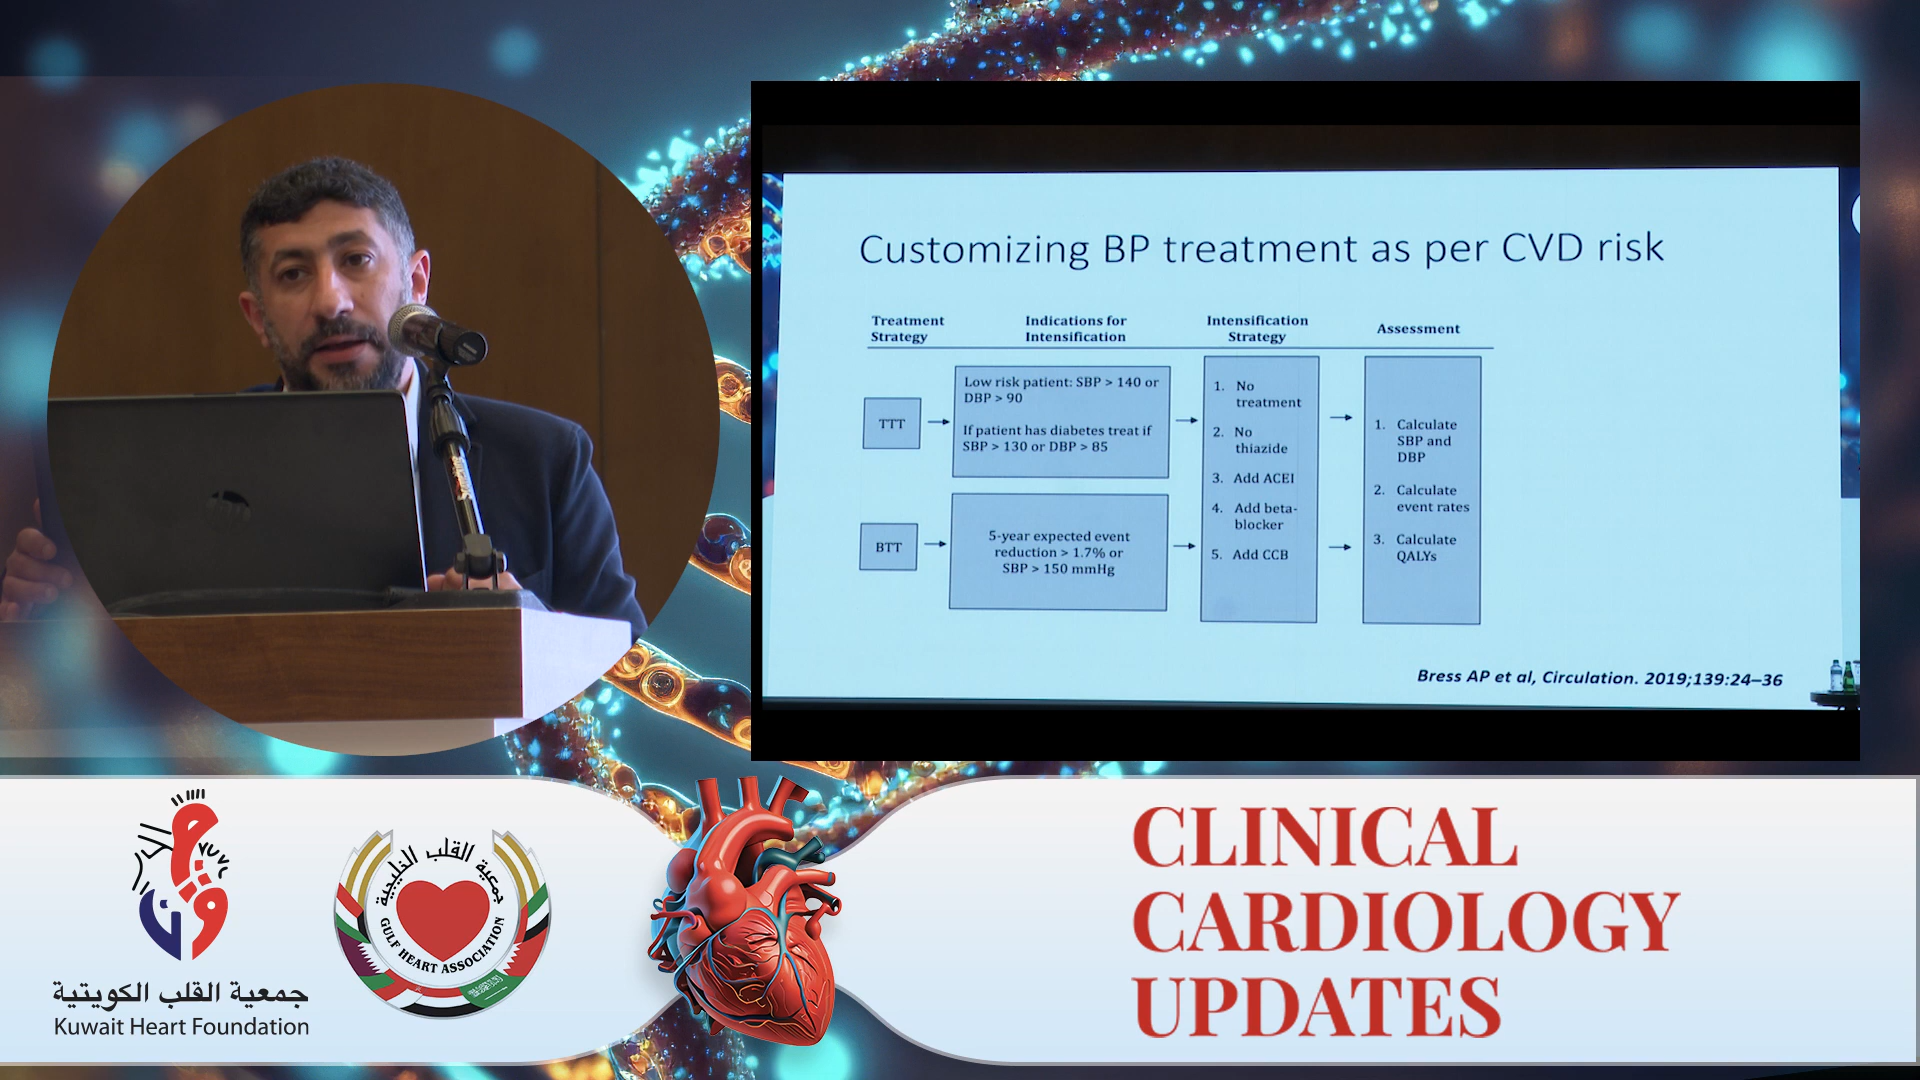 Customizing BP treatment as per CVD risk
Treatment
Strategy
Indications for
Intensification
Intensification
Strategy
Assessment
TTT
Low risk patient: SBP > 140 or
DBP > 90
If patient has diabetes treat if
SBP > 130 or DBP > 85
BTT
5-year expected event
reduction > 1.7% or
SBP > 150 mmHg
1. No
treatment
2. No
thiazide
3. Add ACEI
4. Add beta-
blocker
5. Add CCB
1. Calculate
SBP and
DBP
2. Calculate
event rates
3. Calculate
QALYs
Bress AP et al, Circulation. 2019;139:24–36
جمعية القلب الكويتية
Kuwait Heart Foundation
جمعية القلب الخليجية
GULF HEART ASSOCIATION
CLINICAL
CARDIOLOGY
UPDATES